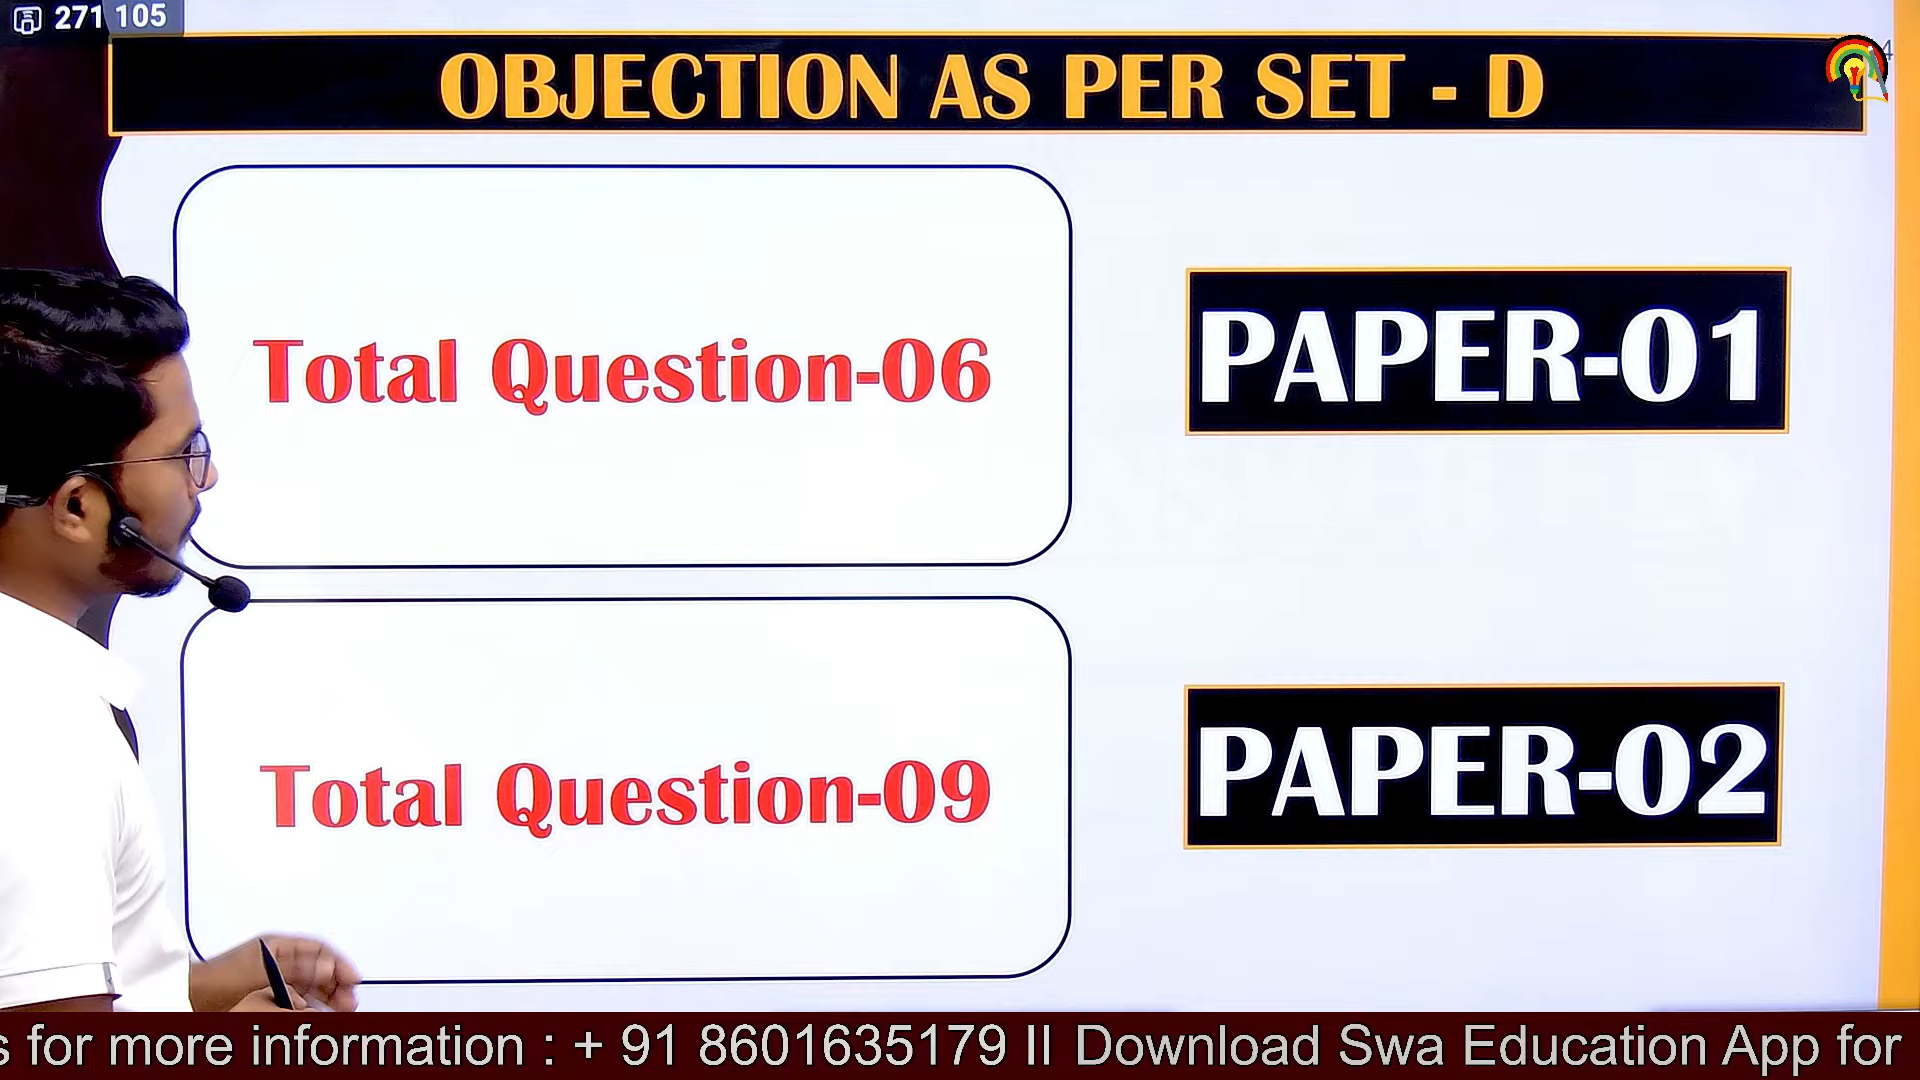 271 105
OBJECTION AS PER SET - D
4
Total Question-06
PAPER-01
Total Question-09
PAPER-02
s for more information : + 91 8601635179 II Download Swa Education App for